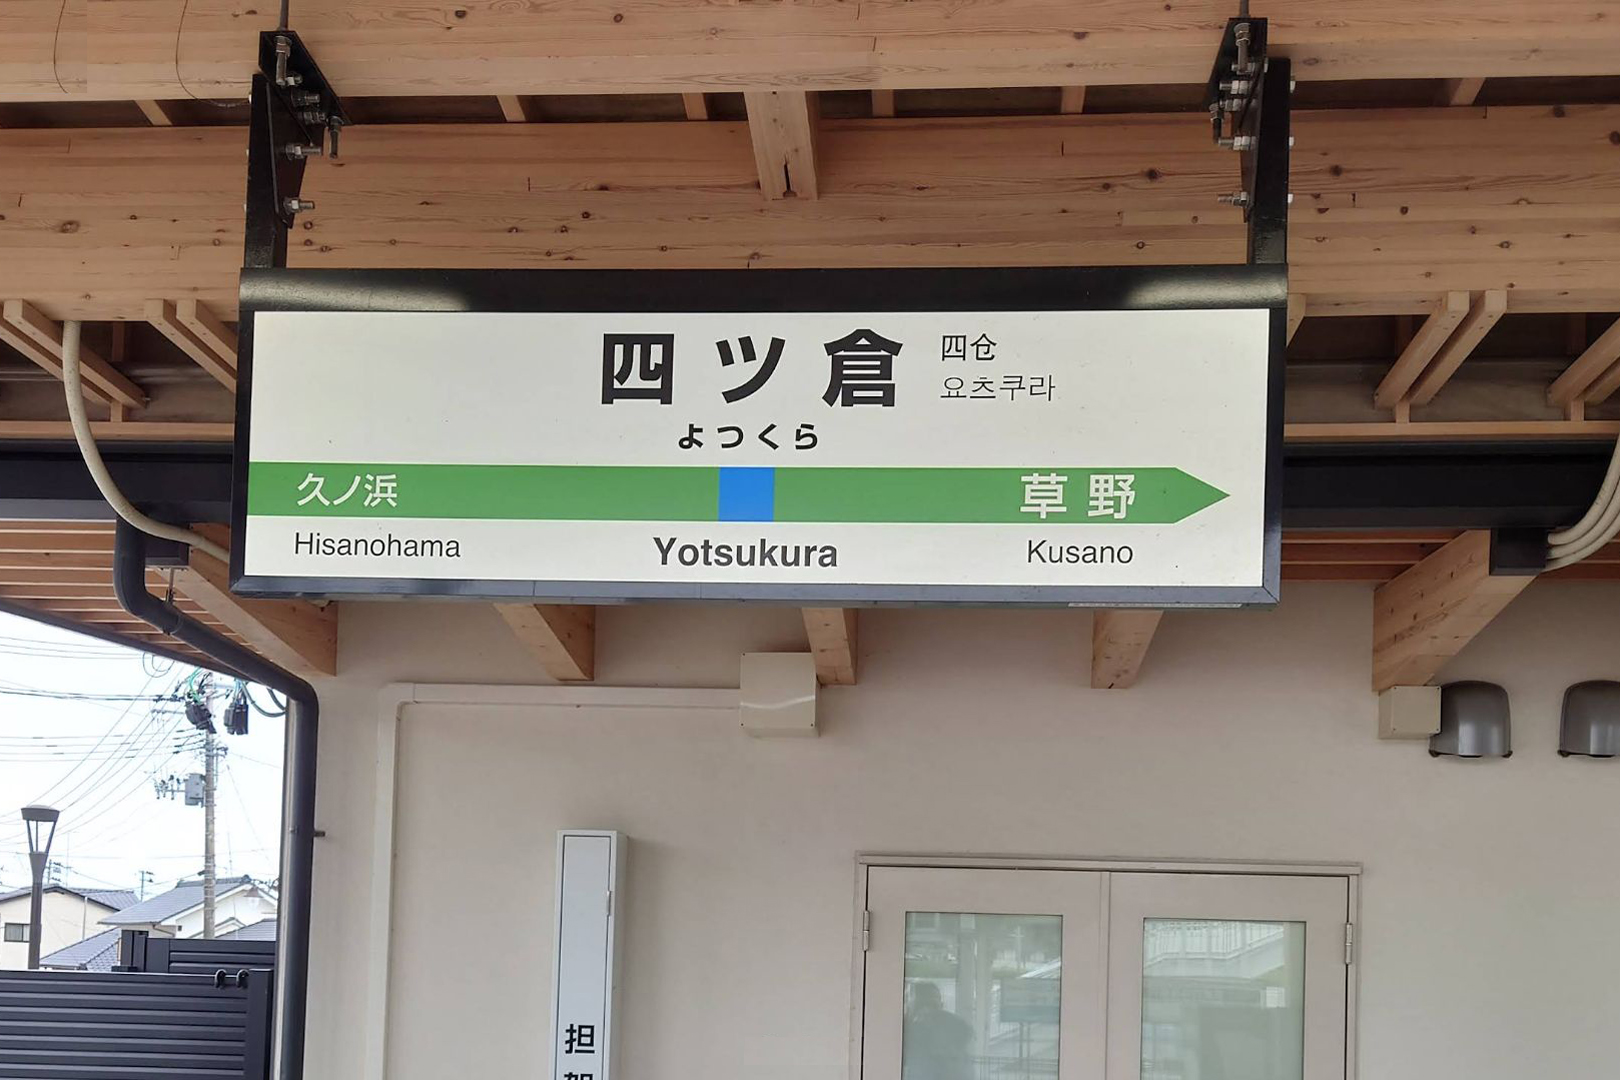 四ツ倉
四仓
요츠쿠라
よつくら
久ノ浜 草野
Hisanohama Yotsukura Kusano
担